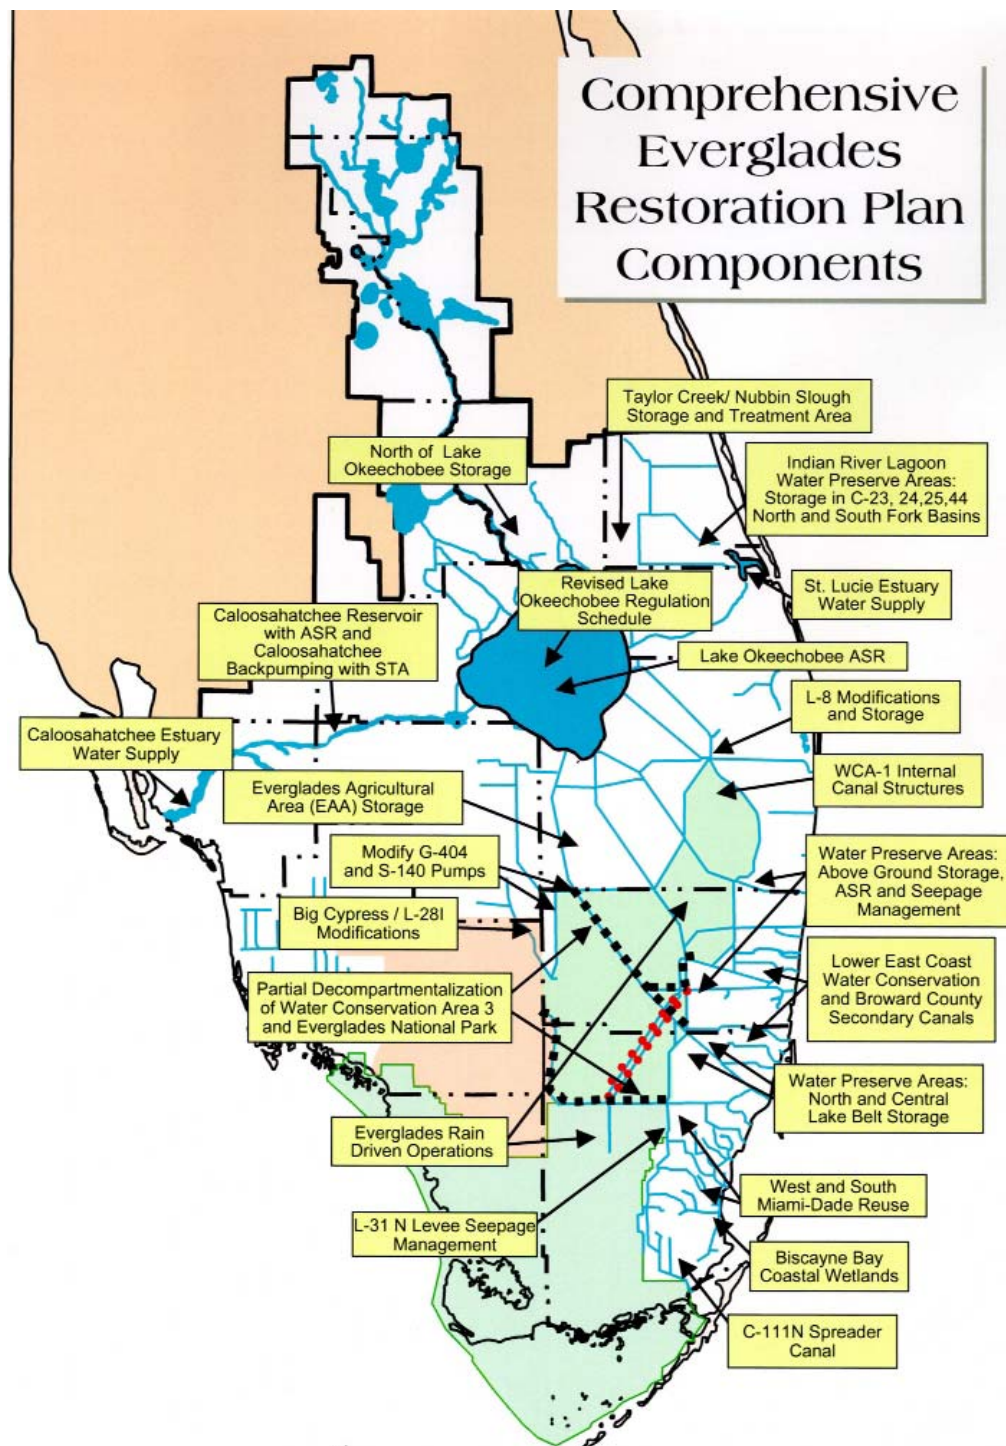 Comprehensive
Everglades
Restoration Plan
Components
Taylor Creek/ Nubbin Slough
Storage and Treatment Area
North of Lake
Okeechobee Storage
Indian River Lagoon
Water Preserve Areas:
Storage in C-23, 24,25,44
North and South Fork Basins
Revised Lake
Okeechobee Regulation
Schedule
St. Lucie Estuary
Water Supply
Caloosahatchee Reservoir
with ASR and
Caloosahatchee
Backpumping with STA
Lake Okeechobee ASR
L-8 Modifications
and Storage
Caloosahatchee Estuary
Water Supply
WCA-1 Internal
Canal Structures
Everglades Agricultural
Area (EAA) Storage
Modify G-404
and S-140 Pumps
Water Preserve Areas:
Above Ground Storage,
ASR and Seepage
Management
Big Cypress / L-28I
Modifications
Lower East Coast
Water Conservation
and Broward County
Secondary Canals
Partial Decompartmentalization
of Water Conservation Area 3
and Everglades National Park
Water Preserve Areas:
North and Central
Lake Belt Storage
Everglades Rain
Driven Operations
West and South
Miami-Dade Reuse
L-31 N Levee Seepage
Management
Biscayne Bay
Coastal Wetlands
C-111N Spreader
Canal